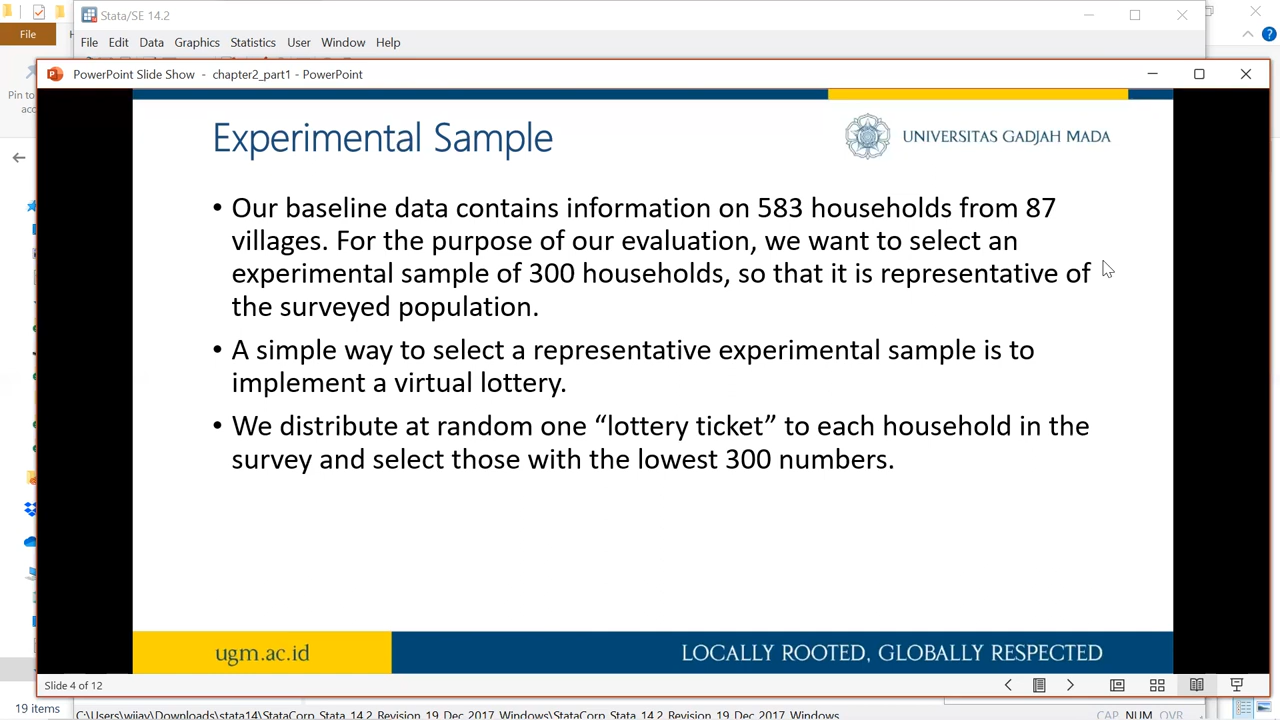 Stata/SE 14.2
File
File Edit Data Graphics Statistics User Window Help
PowerPoint Slide Show - chapter2_part1 - PowerPoint
Pin to
Experimental Sample
UNIVERSITAS GADJAH MADA
• Our baseline data contains information on 583 households from 87
villages. For the purpose of our evaluation, we want to select an
experimental sample of 300 households, so that it is representative of
the surveyed population.
• A simple way to select a representative experimental sample is to
implement a virtual lottery.
• We distribute at random one “lottery ticket” to each household in the
survey and select those with the lowest 300 numbers.
ugm.ac.id
LOCALLY ROOTED, GLOBALLY RESPECTED
Slide 4 of 12
19 items
CAP NUM OVR